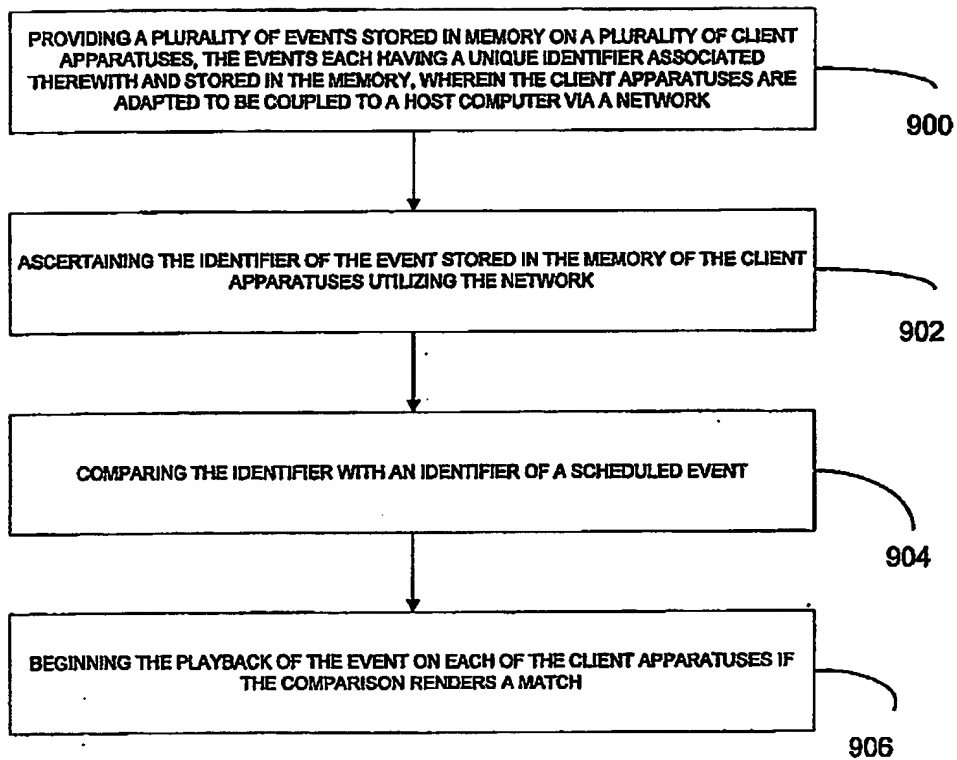 PROVIDING A PLURALITY OF EVENTS STORED IN MEMORY ON A PLURALITY OF CLIENT
APPARATUSES, THE EVENTS EACH HAVING A UNIQUE IDENTIFIER ASSOCIATED
THEREWITH AND STORED IN THE MEMORY, WHEREIN THE CLIENT APPARATUSES ARE
ADAPTED TO BE COUPLED TO A HOST COMPUTER VIA A NETWORK
900
ASCERTAINING THE IDENTIFIER OF THE EVENT STORED IN THE MEMORY OF THE CLIENT
APPARATUSES UTILIZING THE NETWORK
902
COMPARING THE IDENTIFIER WITH AN IDENTIFIER OF A SCHEDULED EVENT
904
BEGINNING THE PLAYBACK OF THE EVENT ON EACH OF THE CLIENT APPARATUSES IF
THE COMPARISON RENDERS A MATCH
906